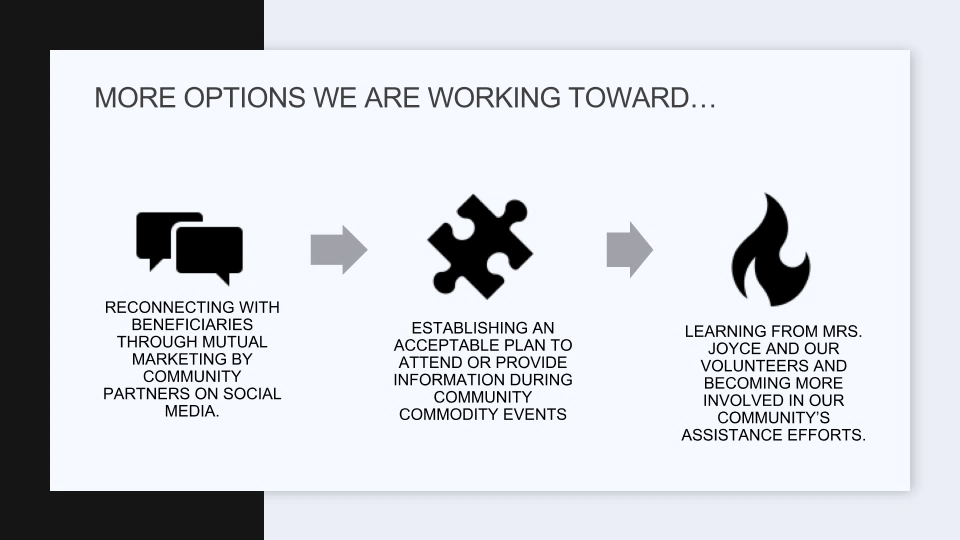 MORE OPTIONS WE ARE WORKING TOWARD…
RECONNECTING WITH
BENEFICIARIES
THROUGH MUTUAL
MARKETING BY
COMMUNITY
PARTNERS ON SOCIAL
MEDIA.
ESTABLISHING AN
ACCEPTABLE PLAN TO
ATTEND OR PROVIDE
INFORMATION DURING
COMMUNITY
COMMODITY EVENTS
LEARNING FROM MRS.
JOYCE AND OUR
VOLUNTEERS AND
BECOMING MORE
INVOLVED IN OUR
COMMUNITY’S
ASSISTANCE EFFORTS.